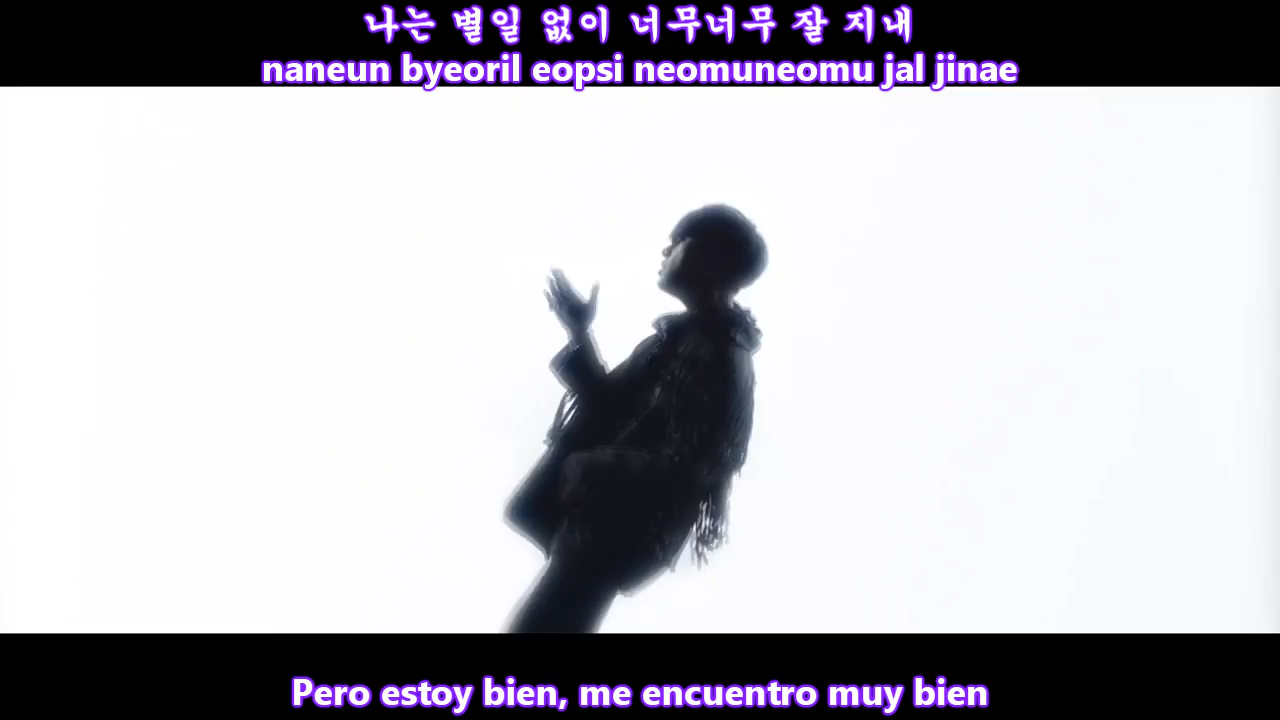 나는 별일 없이 너무너무 잘 지내
naneun byeoril eopsi neomuneomu jal jinae
Pero estoy bien, me encuentro muy bien